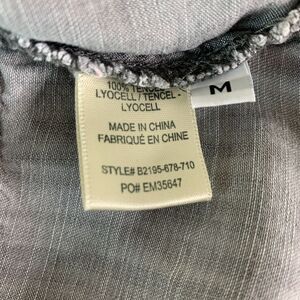 100% TENCEL
LYOCELL / TENCEL -
LYOCELL
MADE IN CHINA
FABRIQUÉ EN CHINE
STYLE# B2195-678-710
PO# EM35647
M